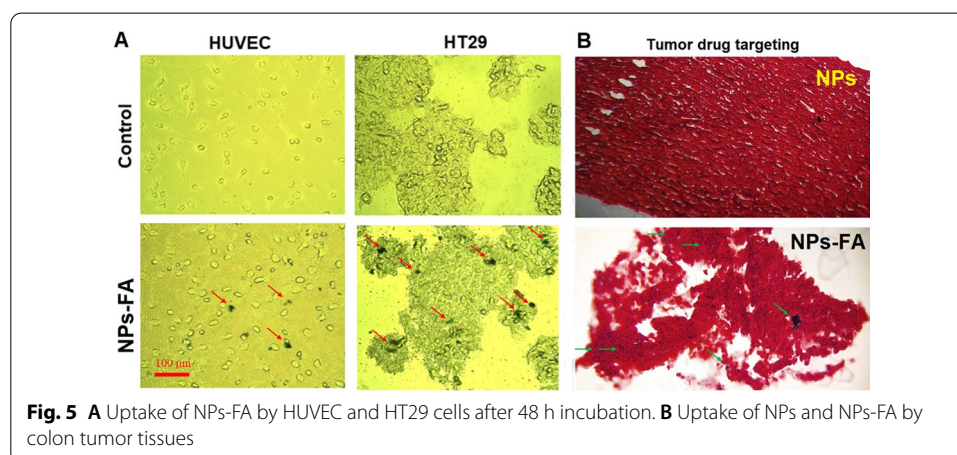 A
HUVEC
HT29
B
Tumor drug targeting
Control
NPs
NPs-FA
100 µm
NPs-FA
Fig. 5 A Uptake of NPs-FA by HUVEC and HT29 cells after 48 h incubation. B Uptake of NPs and NPs-FA by
colon tumor tissues